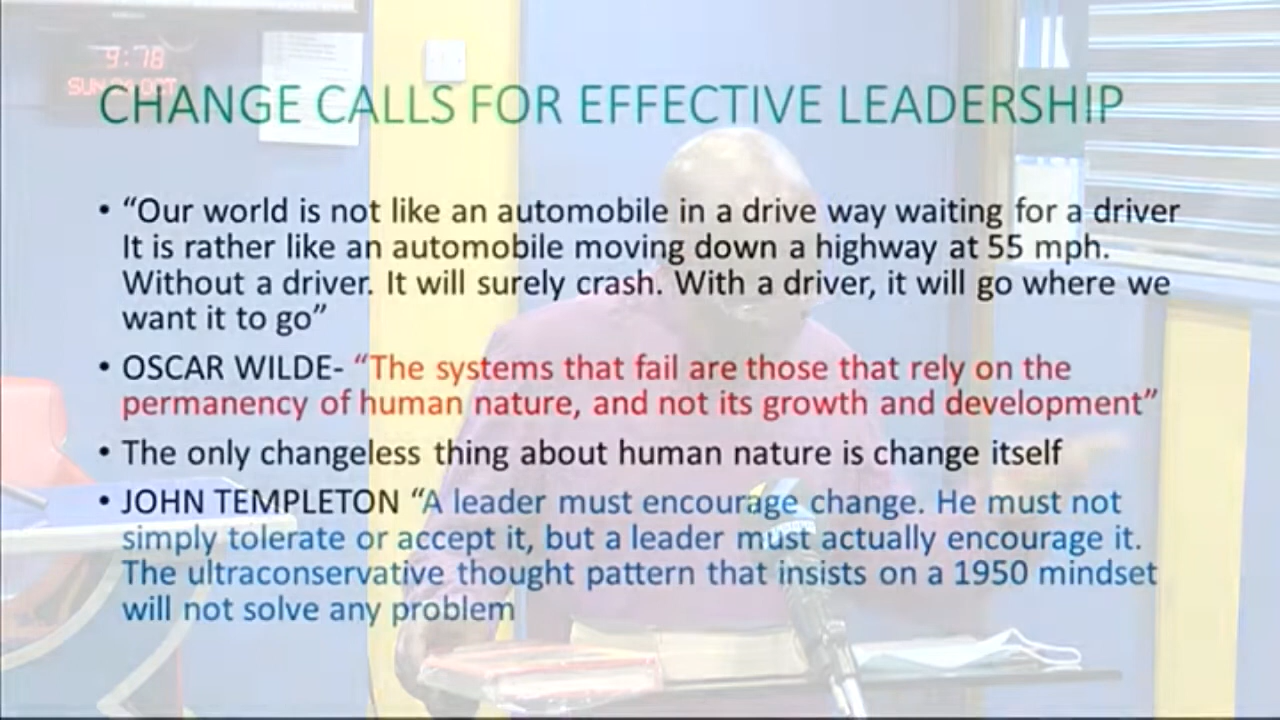 9:78
SUN OCT
CHANGE CALLS FOR EFFECTIVE LEADERSHIP
• “Our world is not like an automobile in a drive way waiting for a driver
It is rather like an automobile moving down a highway at 55 mph.
Without a driver. It will surely crash. With a driver, it will go where we
want it to go”
• OSCAR WILDE- “The systems that fail are those that rely on the
permanency of human nature, and not its growth and development”
• The only changeless thing about human nature is change itself
• JOHN TEMPLETON “A leader must encourage change. He must not
simply tolerate or accept it, but a leader must actually encourage it.
The ultraconservative thought pattern that insists on a 1950 mindset
will not solve any problem